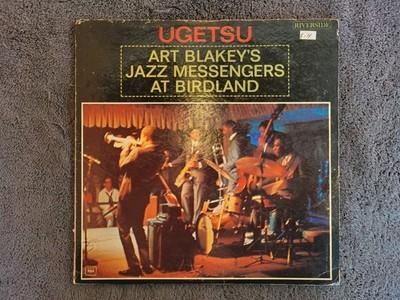 UGETSU
RIVERSIDE
ART BLAKEY'S
JAZZ MESSENGERS
AT BIRDLAND